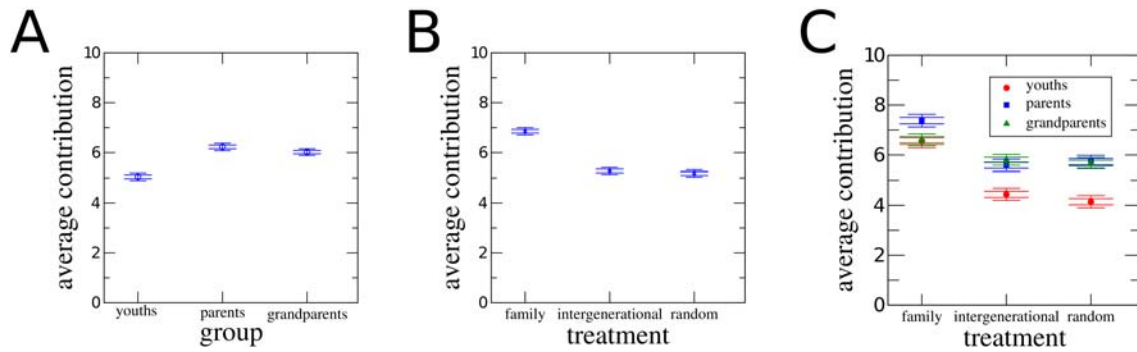 A
average contribution
10
8
6
4
2
0
youths
parents
grandparents
group
B
average contribution
10
8
6
4
2
0
family
intergenerational
random
treatment
C
average contribution
10
8
6
4
2
0
youths
parents
grandparents
family
intergenerational
random
treatment